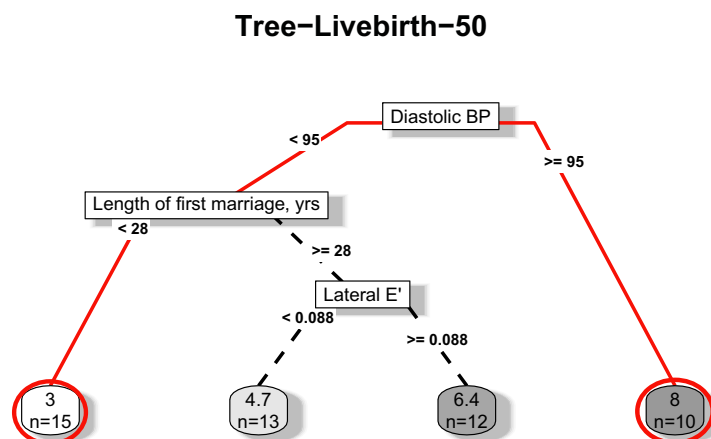 Tree−Livebirth−50
Diastolic BP
< 95
>= 95
Length of first marriage, yrs
< 28
>= 28
Lateral E'
< 0.088
>= 0.088
3
n=15
4.7
n=13
6.4
n=12
8
n=10